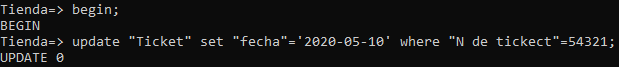 Tienda=> begin;
BEGIN
Tienda=> update "Ticket" set "fecha"='2020-05-10' where "N de tickect"=54321;
UPDATE 0